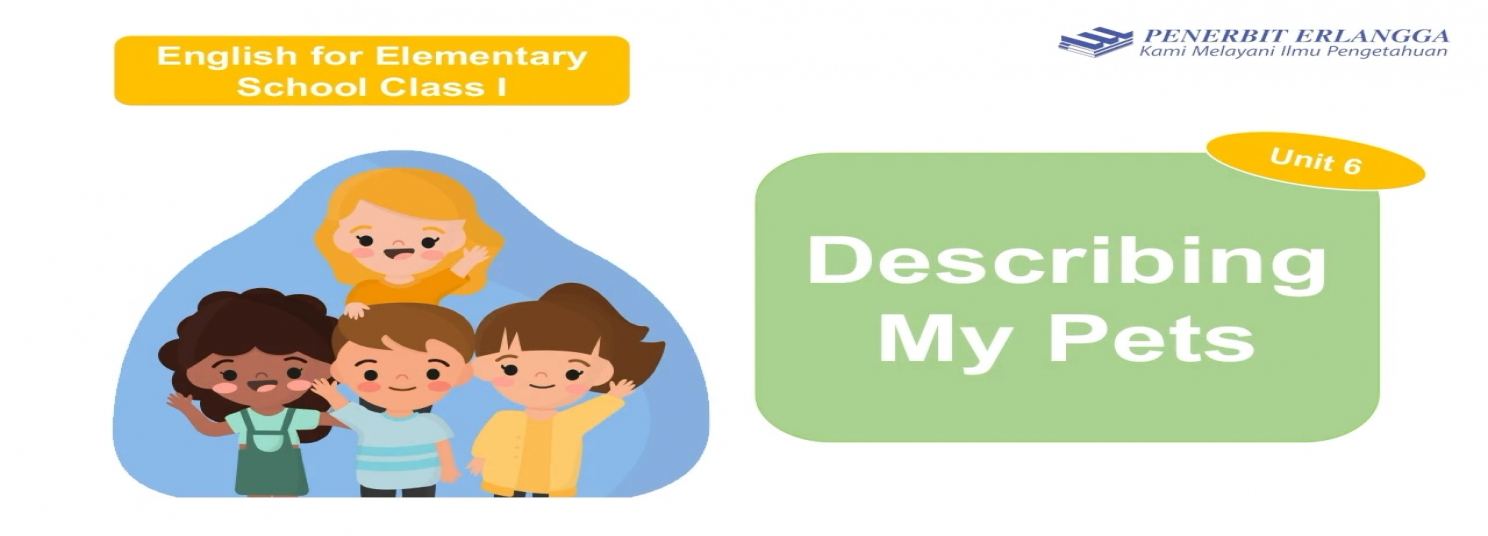 English for Elementary
School Class I
PENERBIT ERLANGGA
Kami Melayani Ilmu Pengetahuan
Unit 6
Describing
My Pets